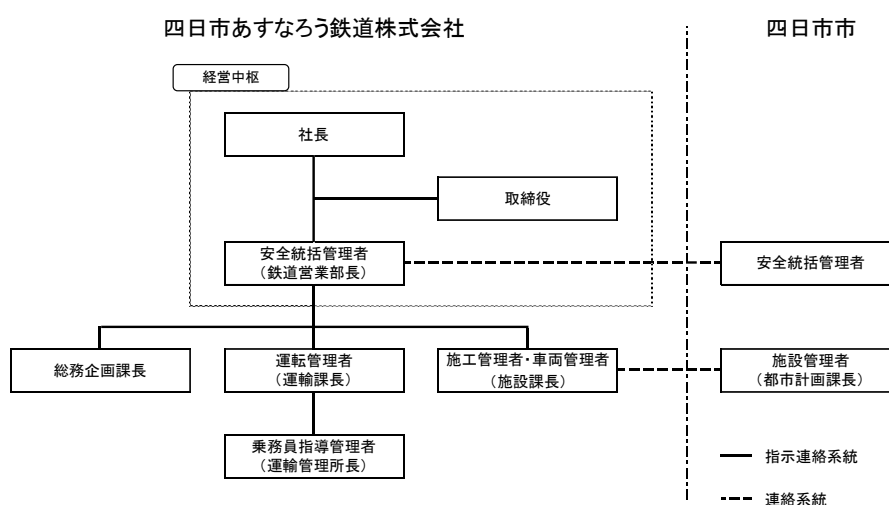 四日市あすなろう鉄道株式会社
四日市市
経営中枢
社長
取締役
安全統括管理者
（鉄道営業部長）
安全統括管理者
総務企画課長
運転管理者
（運輸課長）
施工管理者・車両管理者
（施設課長）
施設管理者
（都市計画課長）
乗務員指導管理者
（運輸管理所長）
指示連絡系統
連絡系統